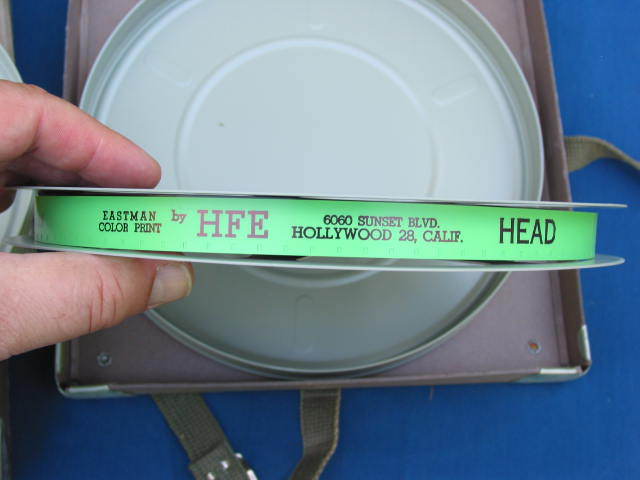 EASTMAN
COLOR PRINT
by HFE
6060 SUNSET BLVD.
HOLLYWOOD 28, CALIF.
HEAD